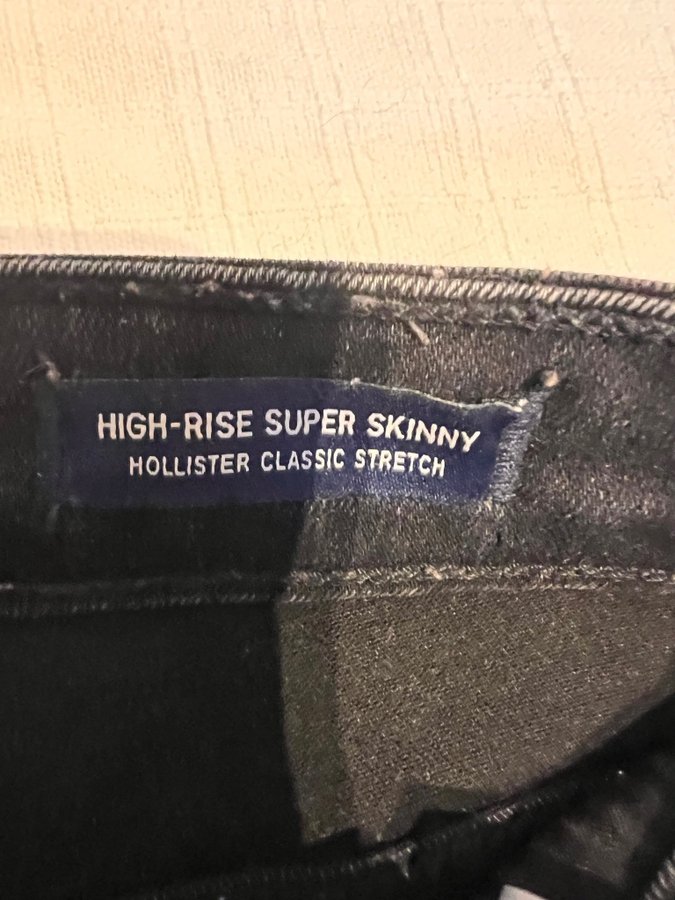 HIGH-RISE SUPER SKINNY
HOLLISTER CLASSIC STRETCH